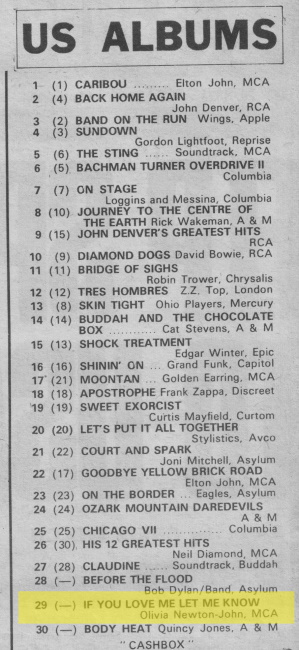 US ALBUMS
1 (1) CARIBOU ......... Elton John, MCA
2 (4) BACK HOME AGAIN
John Denver, RCA
3 (2) BAND ON THE RUN Wings, Apple
4 (3) SUNDOWN
Gordon Lightfoot, Reprise
5 (6) THE STING ...... Soundtrack, MCA
6 (5) BACHMAN TURNER OVERDRIVE II
Columbia
7 (7) ON STAGE
Loggins and Messina, Columbia
8 (10) JOURNEY TO THE CENTRE OF
THE EARTH Rick Wakeman, A & M
9 (15) JOHN DENVER'S GREATEST HITS
RCA
10 (9) DIAMOND DOGS David Bowie, RCA
11 (11) BRIDGE OF SIGHS
Robin Trower, Chrysalis
12 (12) TRES HOMBRES Z.Z. Top, London
13 (8) SKIN TIGHT Ohio Players, Mercury
14 (14) BUDDAH AND THE CHOCOLATE
BOX ............ Cat Stevens, A & M
15 (13) SHOCK TREATMENT
Edgar Winter, Epic
16 (16) SHININ' ON ... Grand Funk, Capitol
17 (21) MOONTAN ... Golden Earring, MCA
18 (18) APOSTROPHE Frank Zappa, Discreet
19 (19) SWEET EXORCIST
Curtis Mayfield, Curtom
20 (20) LET'S PUT IT ALL TOGETHER
Stylistics, Avco
21 (22) COURT AND SPARK
Joni Mitchell, Asylum
22 (17) GOODBYE YELLOW BRICK ROAD
Elton John, MCA
23 (23) ON THE BORDER ... Eagles, Asylum
24 (24) OZARK MOUNTAIN DAREDEVILS
A & M
25 (25) CHICAGO VII .............. Columbia
26 (30) HIS 12 GREATEST HITS
Neil Diamond, MCA
27 (28) CLAUDINE ..... Soundtrack, Buddah
28 (—) BEFORE THE FLOOD
Bob Dylan/Band, Asylum
29 (—) IF YOU LOVE ME LET ME KNOW
Olivia Newton-John, MCA
30 (—) BODY HEAT Quincy Jones, A & M
"CASHBOX"